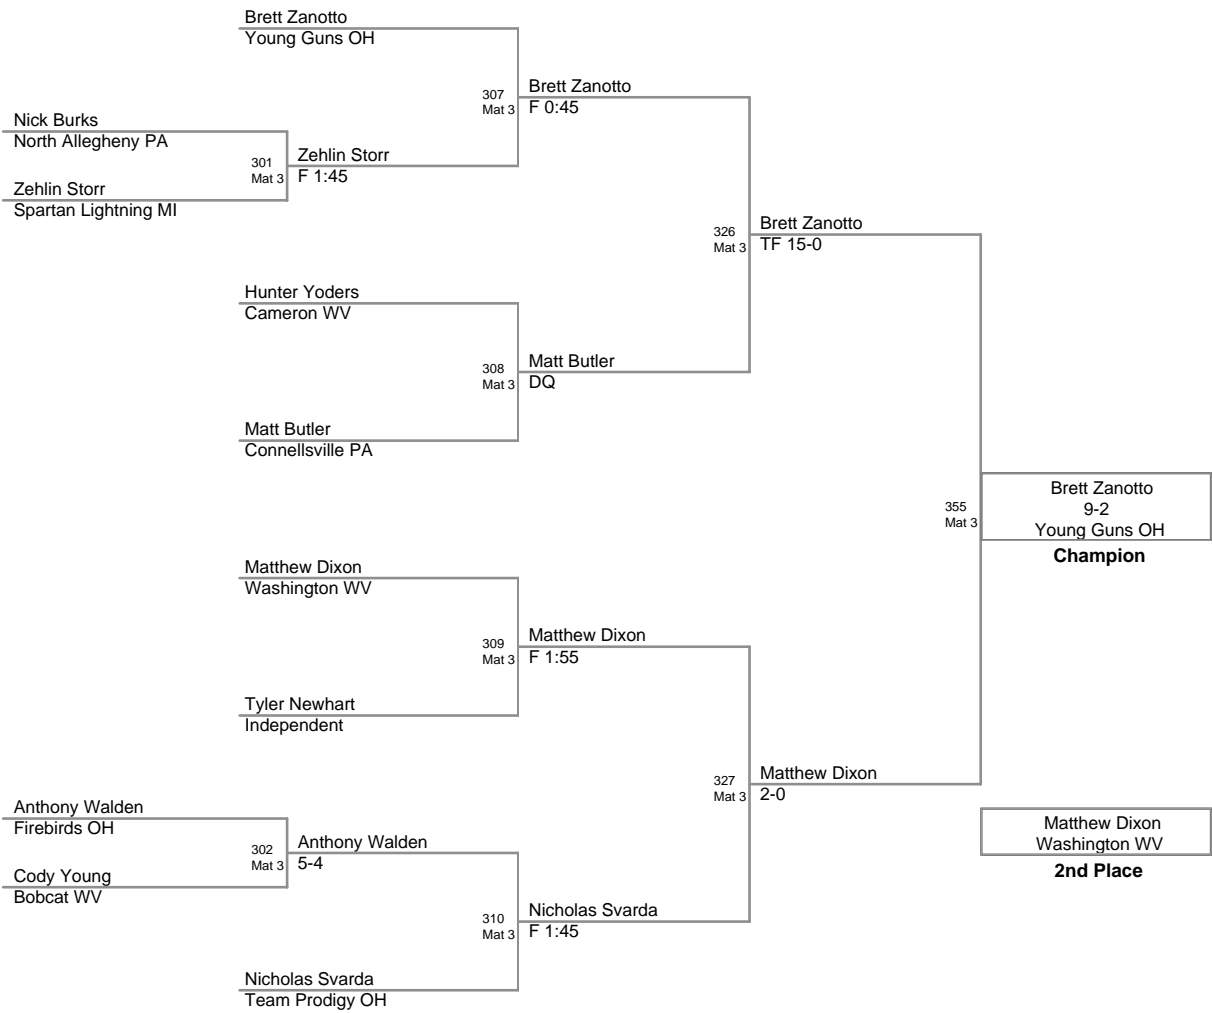 Brett Zanotto
Young Guns OH
307
Mat 3
Brett Zanotto
F 0:45
Nick Burks
North Allegheny PA
301
Mat 3
Zehlin Storr
F 1:45
Zehlin Storr
Spartan Lightning MI
326
Mat 3
Brett Zanotto
TF 15-0
Hunter Yoders
Cameron WV
308
Mat 3
Matt Butler
DQ
Matt Butler
Connellsville PA
355
Mat 3
Brett Zanotto
9-2
Young Guns OH
Champion
Matthew Dixon
Washington WV
309
Mat 3
Matthew Dixon
F 1:55
Tyler Newhart
Independent
327
Mat 3
Matthew Dixon
2-0
Anthony Walden
Firebirds OH
302
Mat 3
Anthony Walden
5-4
Cody Young
Bobcat WV
Matthew Dixon
Washington WV
2nd Place
310
Mat 3
Nicholas Svarda
F 1:45
Nicholas Svarda
Team Prodigy OH